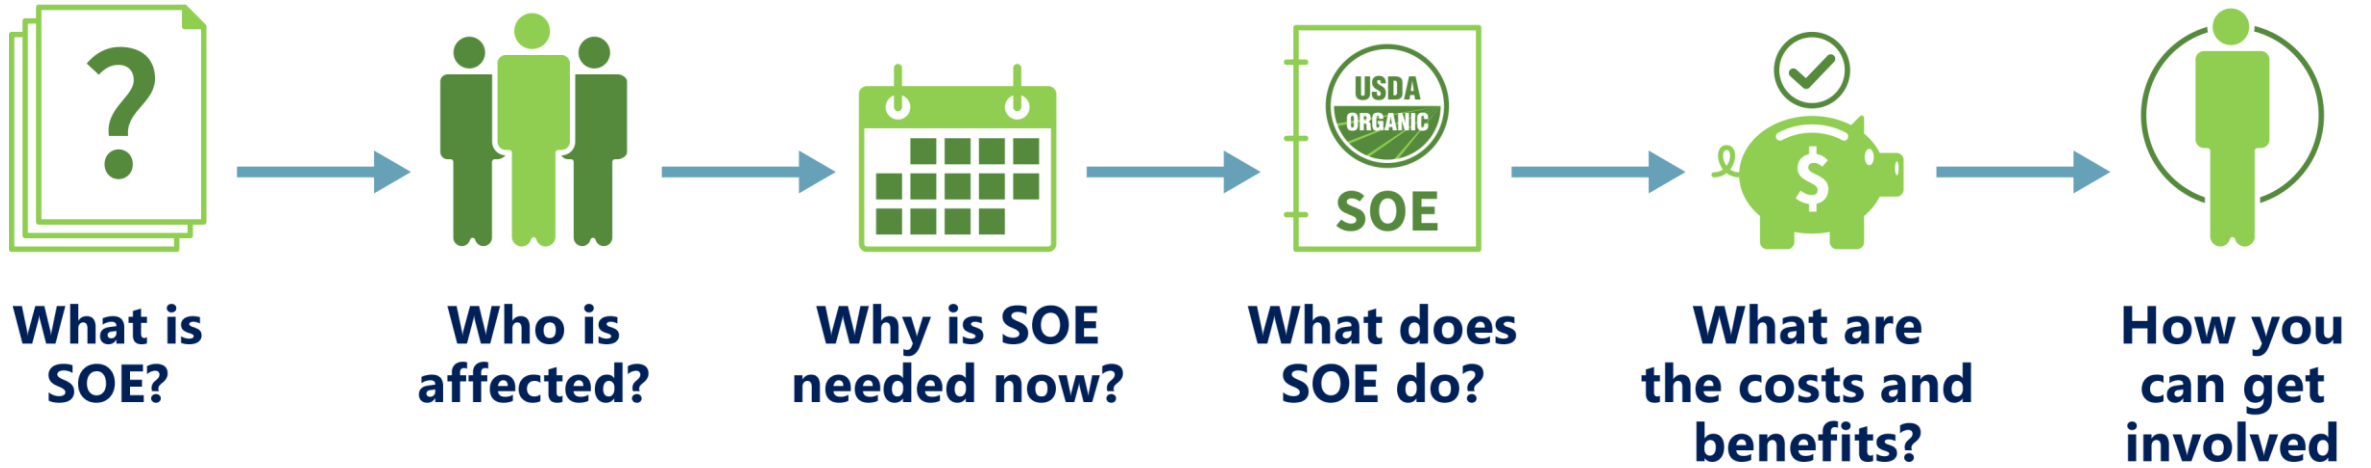 ?
USDA
ORGANIC
SOE
$
What is
SOE?
Who is
affected?
Why is SOE
needed now?
What does
SOE do?
What are
the costs and
benefits?
How you
can get
involved